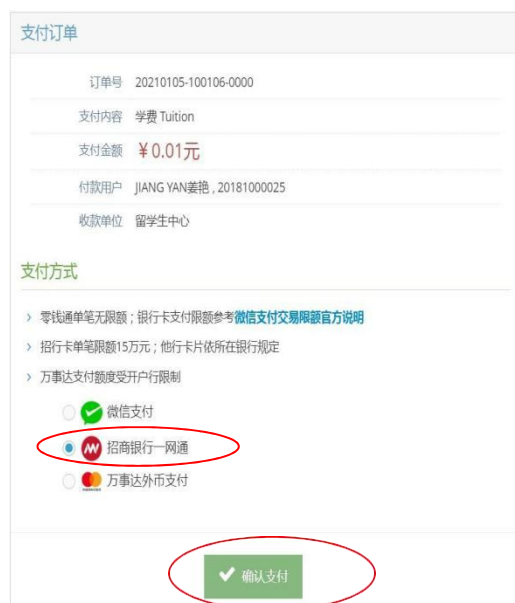 支付订单
订单号 20210105-100106-0000
支付内容 学费 Tuition
支付金额 ¥0.01元
付款用户 JIANG YAN姜艳 , 20181000025
收款单位 留学生中心
支付方式
› 零钱通单笔无限额；银行卡支付限额参考微信支付交易限额官方说明
› 招行卡单笔限额15万元；他行卡片依所在银行规定
› 万事达支付额度受开户行限制
微信支付
招商银行一网通
万事达外币支付
确认支付